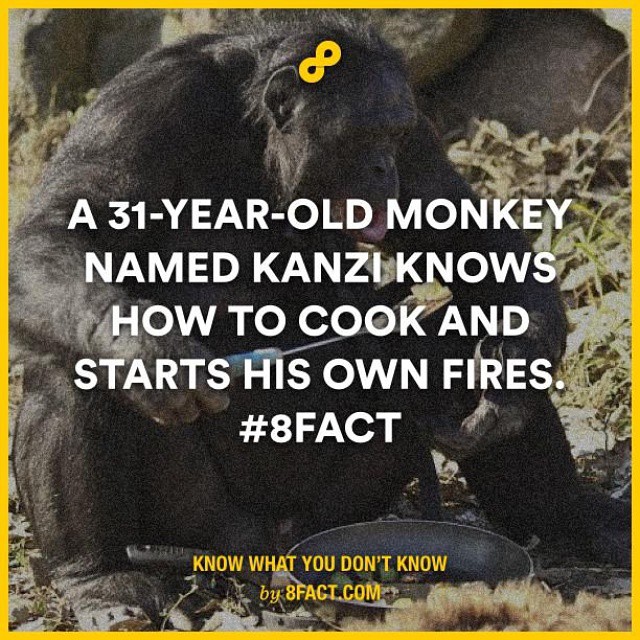 A 31-YEAR-OLD MONKEY
NAMED KANZI KNOWS
HOW TO COOK AND
STARTS HIS OWN FIRES.
#8FACT
KNOW WHAT YOU DON'T KNOW
by 8FACT.COM